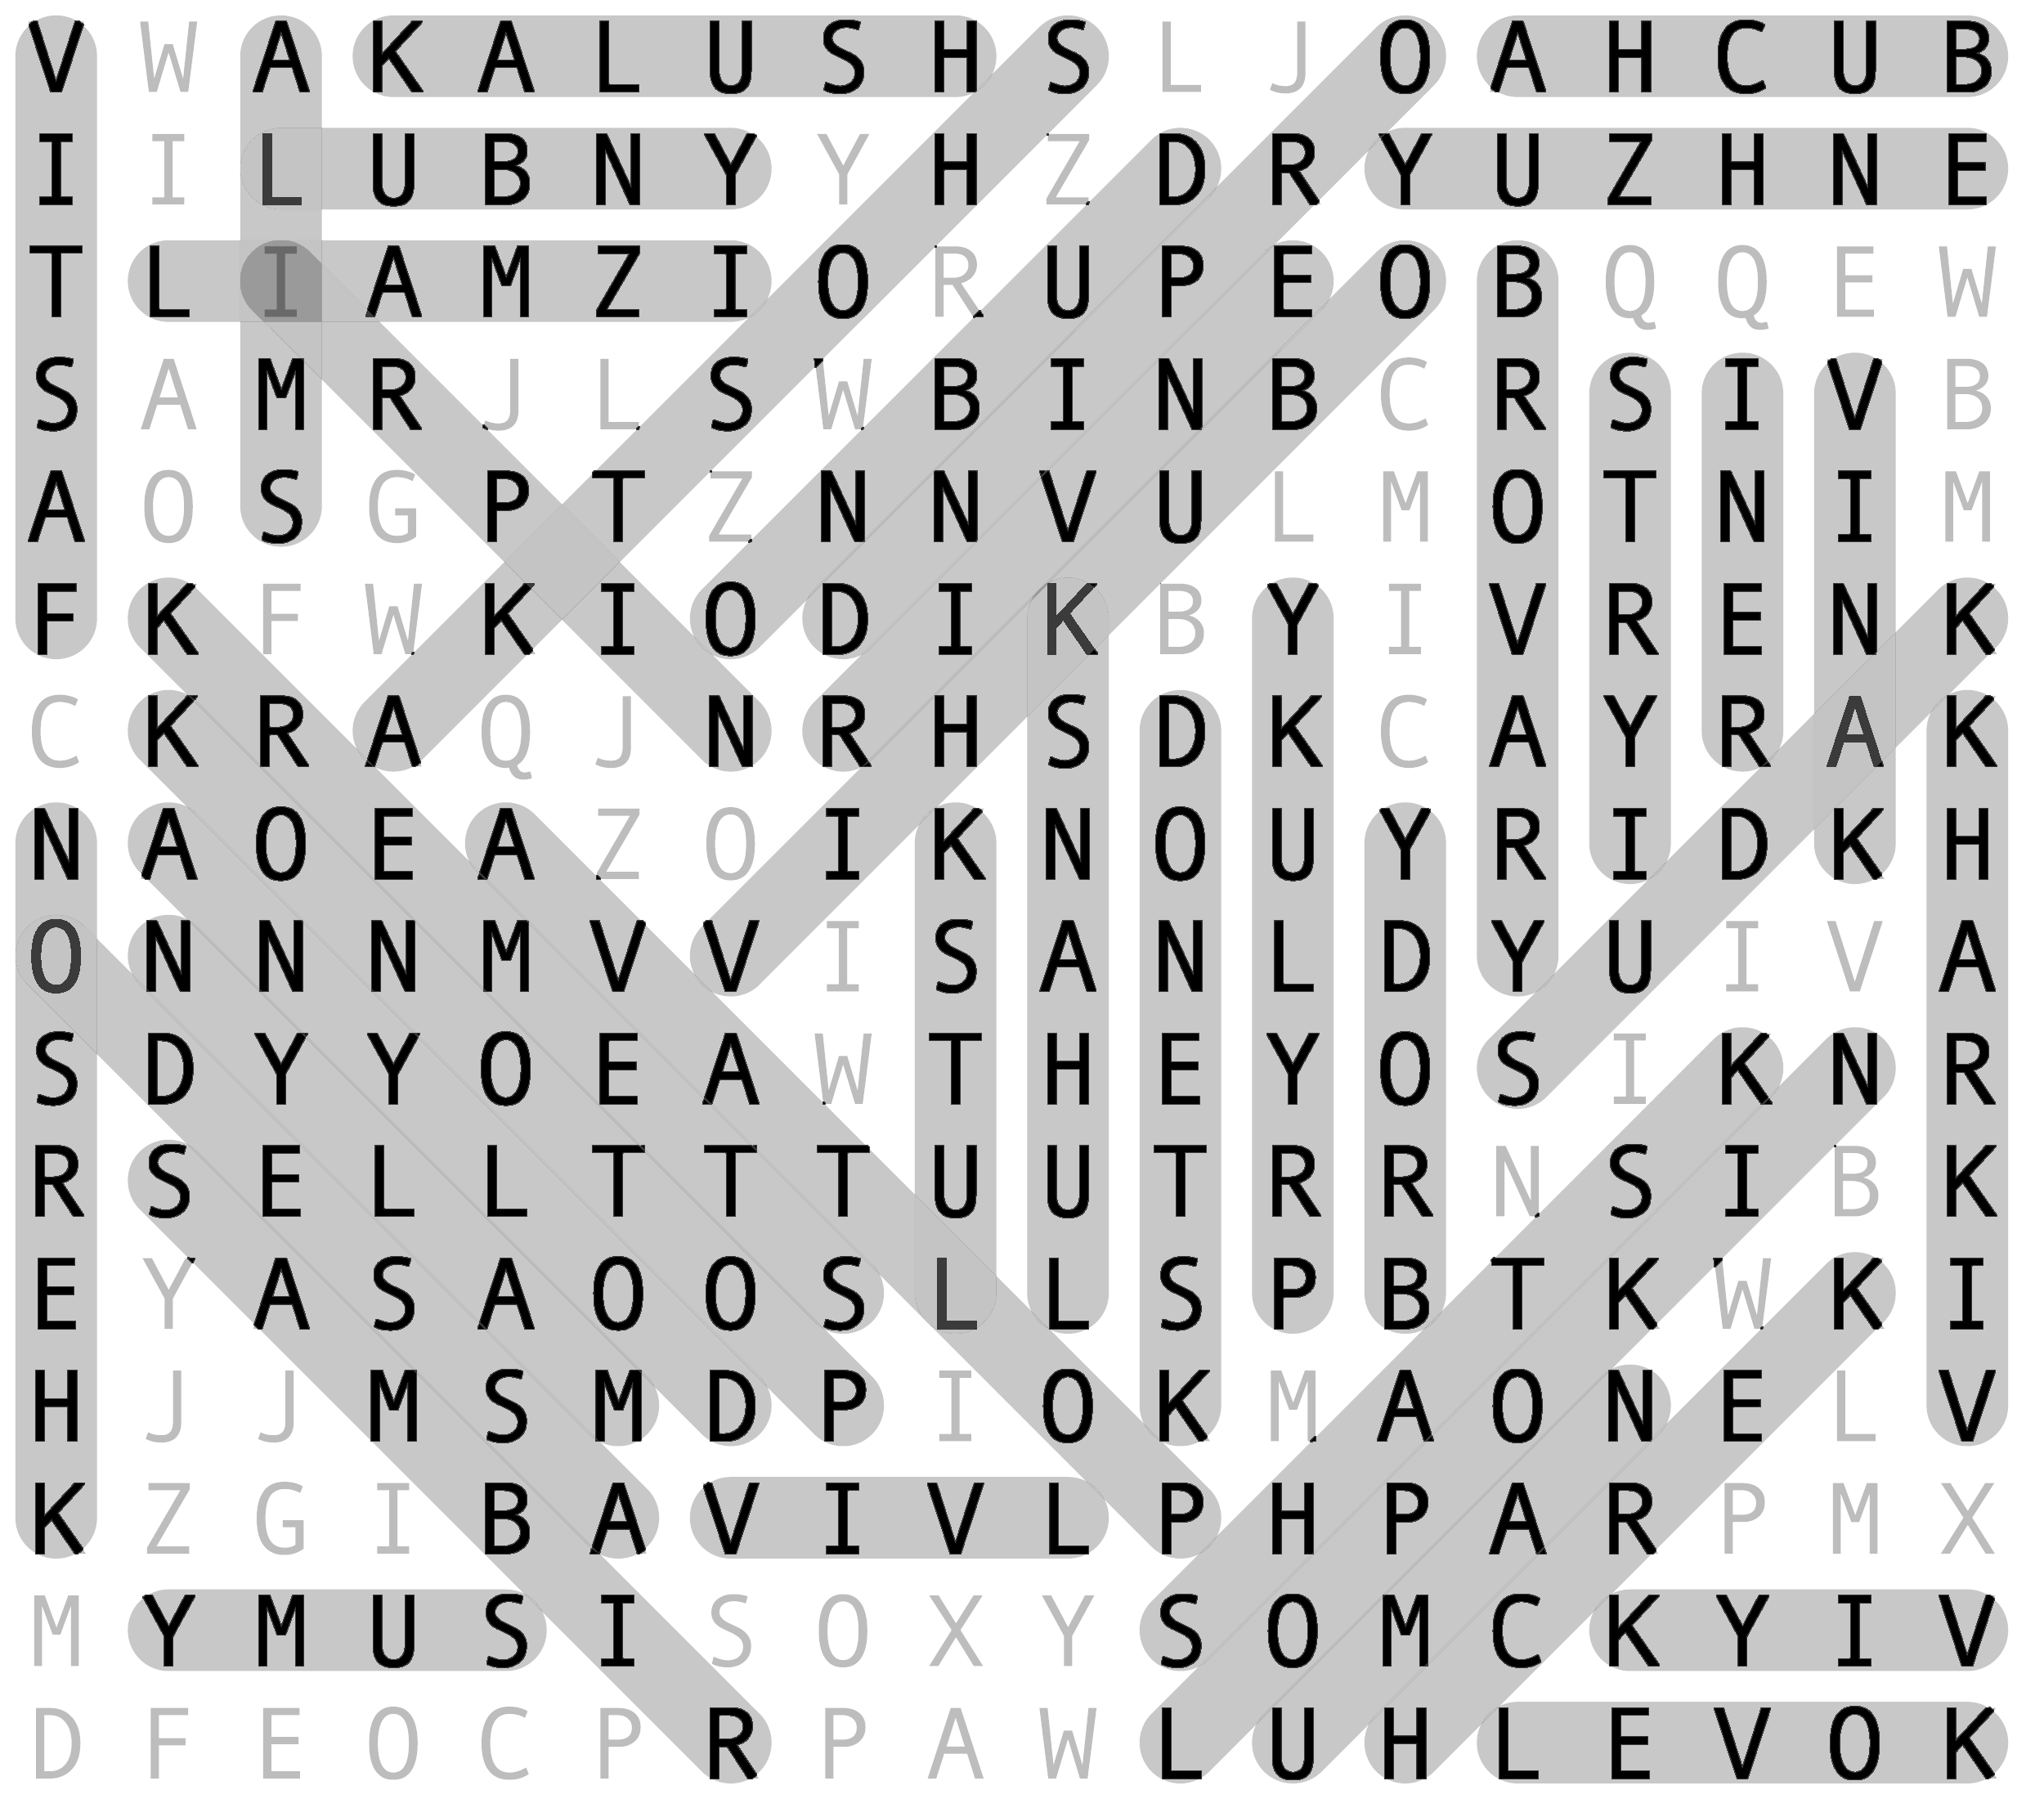 V W A K A L U S H S L J O A H C U B
I I L U B N Y Y H Z D R Y U Z H N E
T L I A M Z I O R U P E O B Q Q E W
S A M R J L S W B I N B C R S I V B
A O S G P T Z N N V U L M O T N I M
F K F W K I O D I K B Y I V R E N K
C K R A Q J N R H S D K C A Y R A K
N A O E A Z O I K N O U Y R I D K H
O N N N M V V I S A N L D Y U I V A
S D Y Y O E A W T H E Y O S I K N R
R S E L L T T T U U T R R N S I B K
E Y A S A O O S L L S P B T K W K I
H J J M S M D P I O K M A O N E L V
K Z G I B A V I V L P H P A R P M X
M Y M U S I S O X Y S O M C K Y I V
D F E O C P R P A W L U H L E V O K